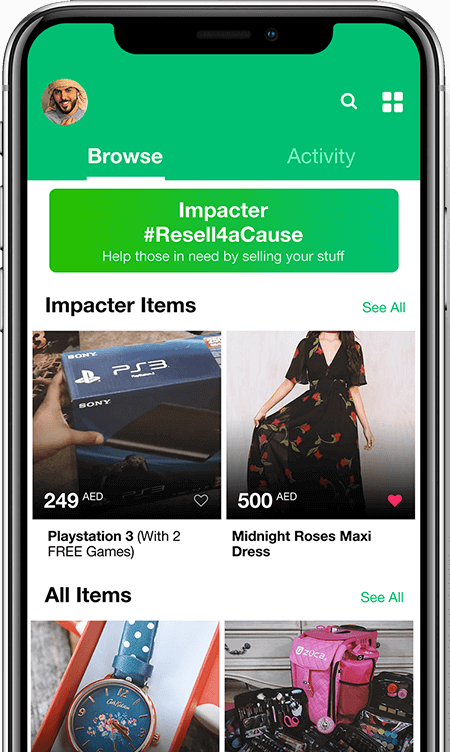 Browse
Activity
Impacter
#Resell4aCause
Help those in need by selling your stuff
Impacter Items
See All
SONY
PS3
PlayStation 3
SONY
249 AED
500 AED
Playstation 3 (With 2
FREE Games)
Midnight Roses Maxi
Dress
All Items
See All
ZÜCA